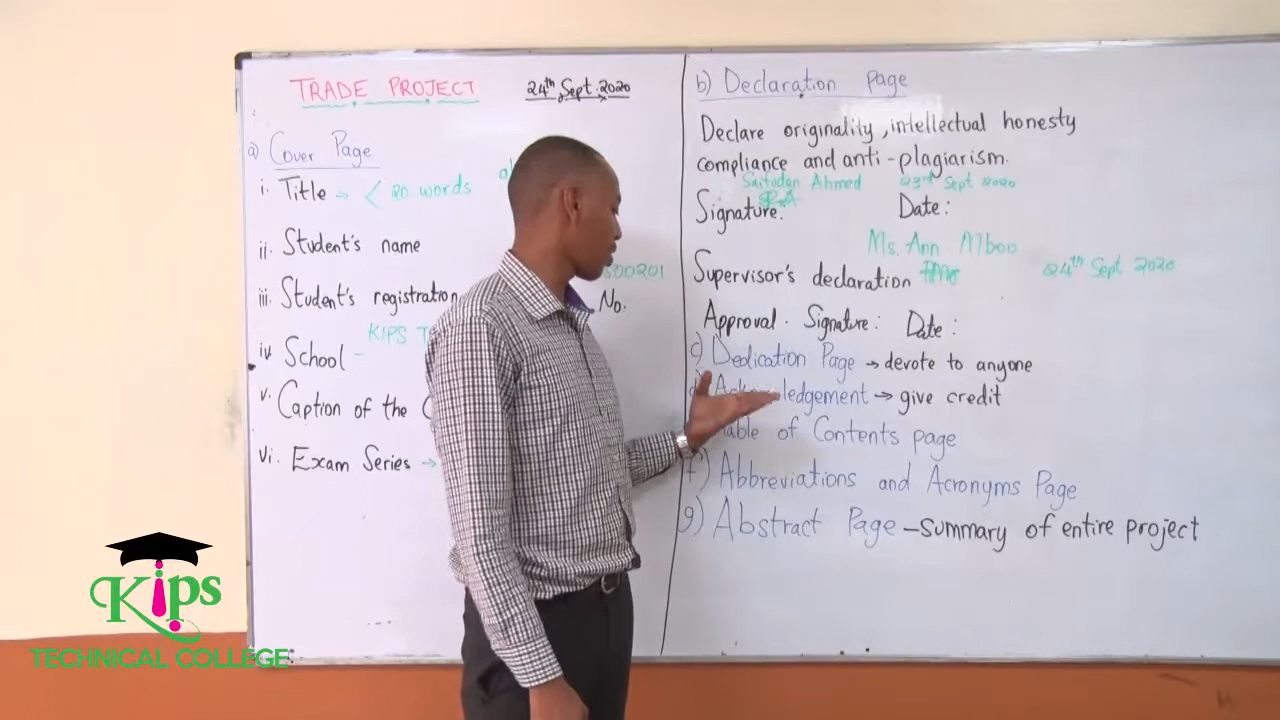 TRADE PROJECT
24th Sept. 2020
a) Cover Page
i. Title → < 20 words
ii. Student's name
iii. Student's registration No.
500201
KIPS
iv School –
v. Caption of the
vi. Exam Series →
b) Declaration Page
Declare originality, intellectual honesty
compliance and anti-plagiarism.
Saifuden Ahmed 23rd Sept 2020
Signature. Date:
Ms. Ann Mboo
Supervisor's declaration 24th Sept 2020
Approval. Signature: Date:
c) Dedication Page → devote to anyone
Acknowledgement → give credit
Table of Contents page
f) Abbreviations and Acronyms Page
g) Abstract Page – summary of entire project
Kips
TECHNICAL COLLEGE